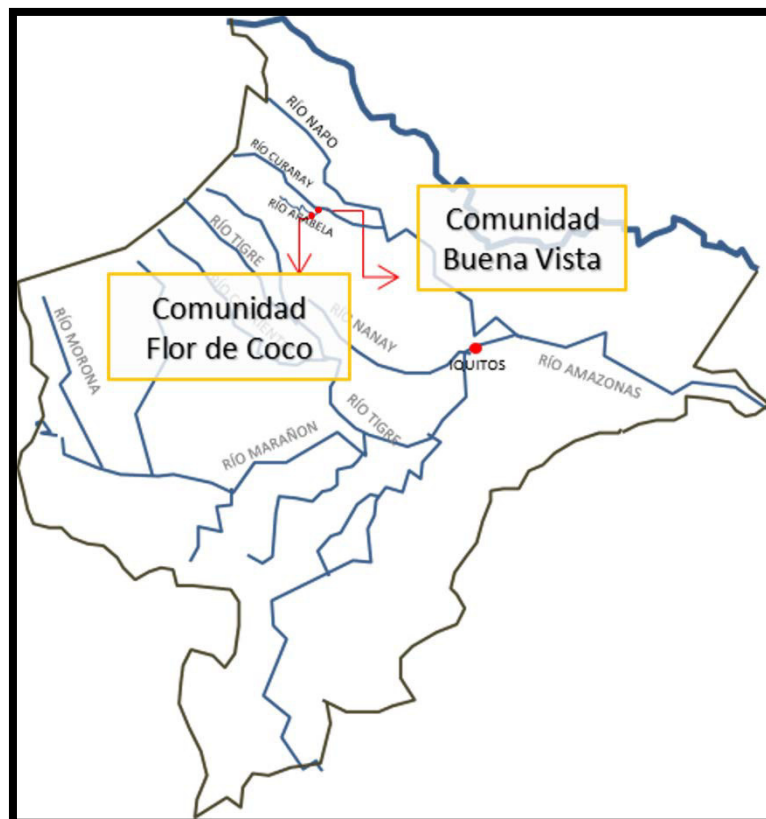 RÍO NAPO
RÍO CURARAY
RÍO ARABELA
Comunidad
Buena Vista
RÍO TIGRE
Comunidad
Flor de Coco
RÍO MORONA
RÍO NANAY
IQUITOS
RÍO AMAZONAS
RÍO TIGRE
RÍO MARAÑON